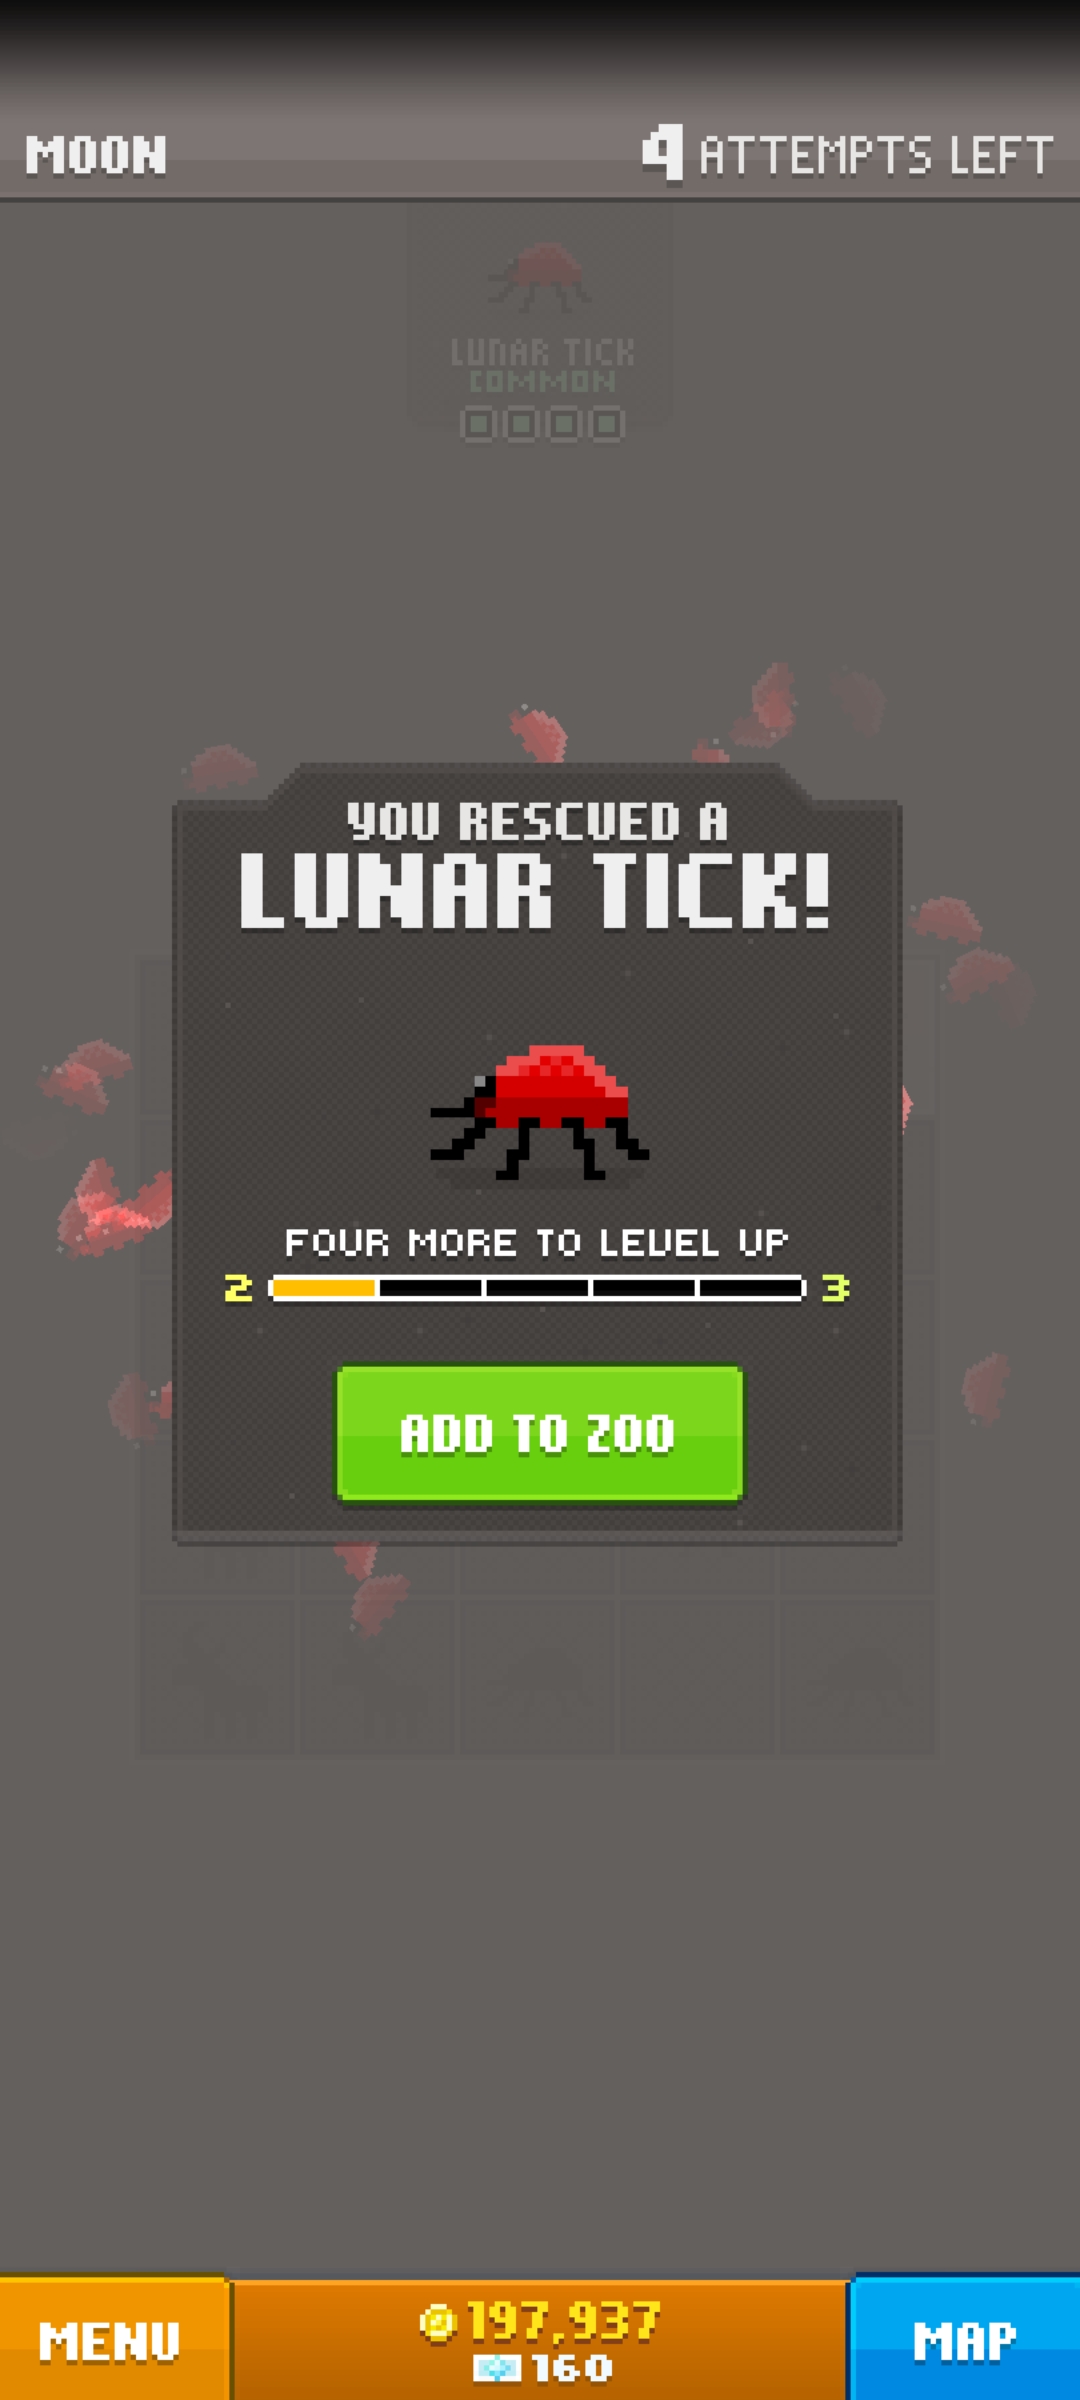 MOON
4 ATTEMPTS LEFT
LUNAR TICK
COMMON
YOU RESCUED A
LUNAR TICK!
FOUR MORE TO LEVEL UP
2 3
ADD TO ZOO
MENU
197,937
160
MAP